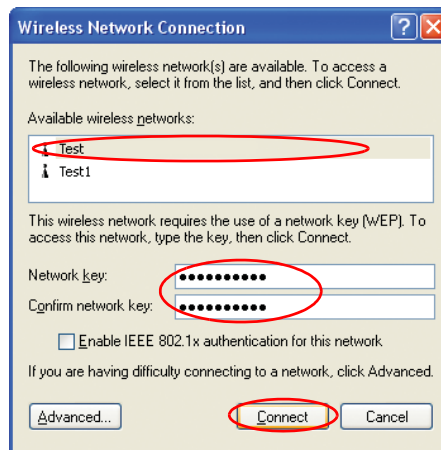 Wireless Network Connection
The following wireless network(s) are available. To access a
wireless network, select it from the list, and then click Connect.
Available wireless networks:
Test
Test1
This wireless network requires the use of a network key (WEP). To
access this network, type the key, then click Connect.
Network key: ●●●●●●●●●●
Confirm network key: ●●●●●●●●●●
Enable IEEE 802.1x authentication for this network
If you are having difficulty connecting to a network, click Advanced.
Advanced... Connect Cancel